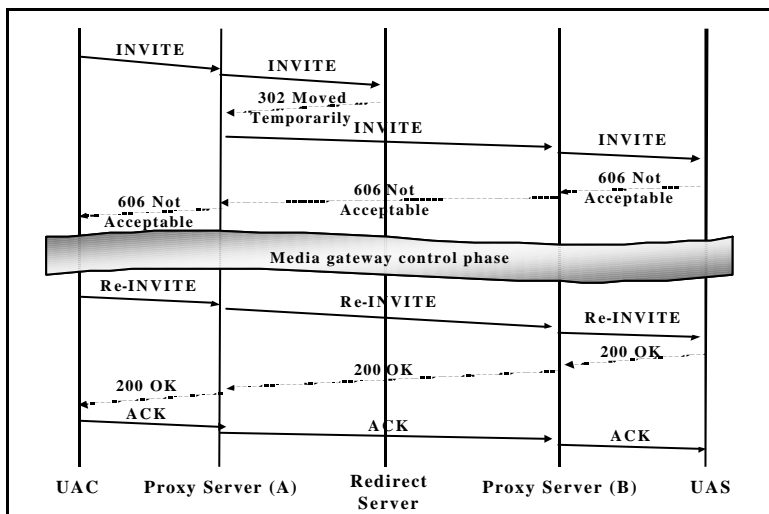 INVITE
INVITE
302 Moved
Temporarily
INVITE
INVITE
606 Not
Acceptable
606 Not
Acceptable
606 Not
Acceptable
Media gateway control phase
Re-INVITE
Re-INVITE
Re-INVITE
200 OK
200 OK
200 OK
ACK
ACK
ACK
UAC
Proxy Server (A)
Redirect
Server
Proxy Server (B)
UAS